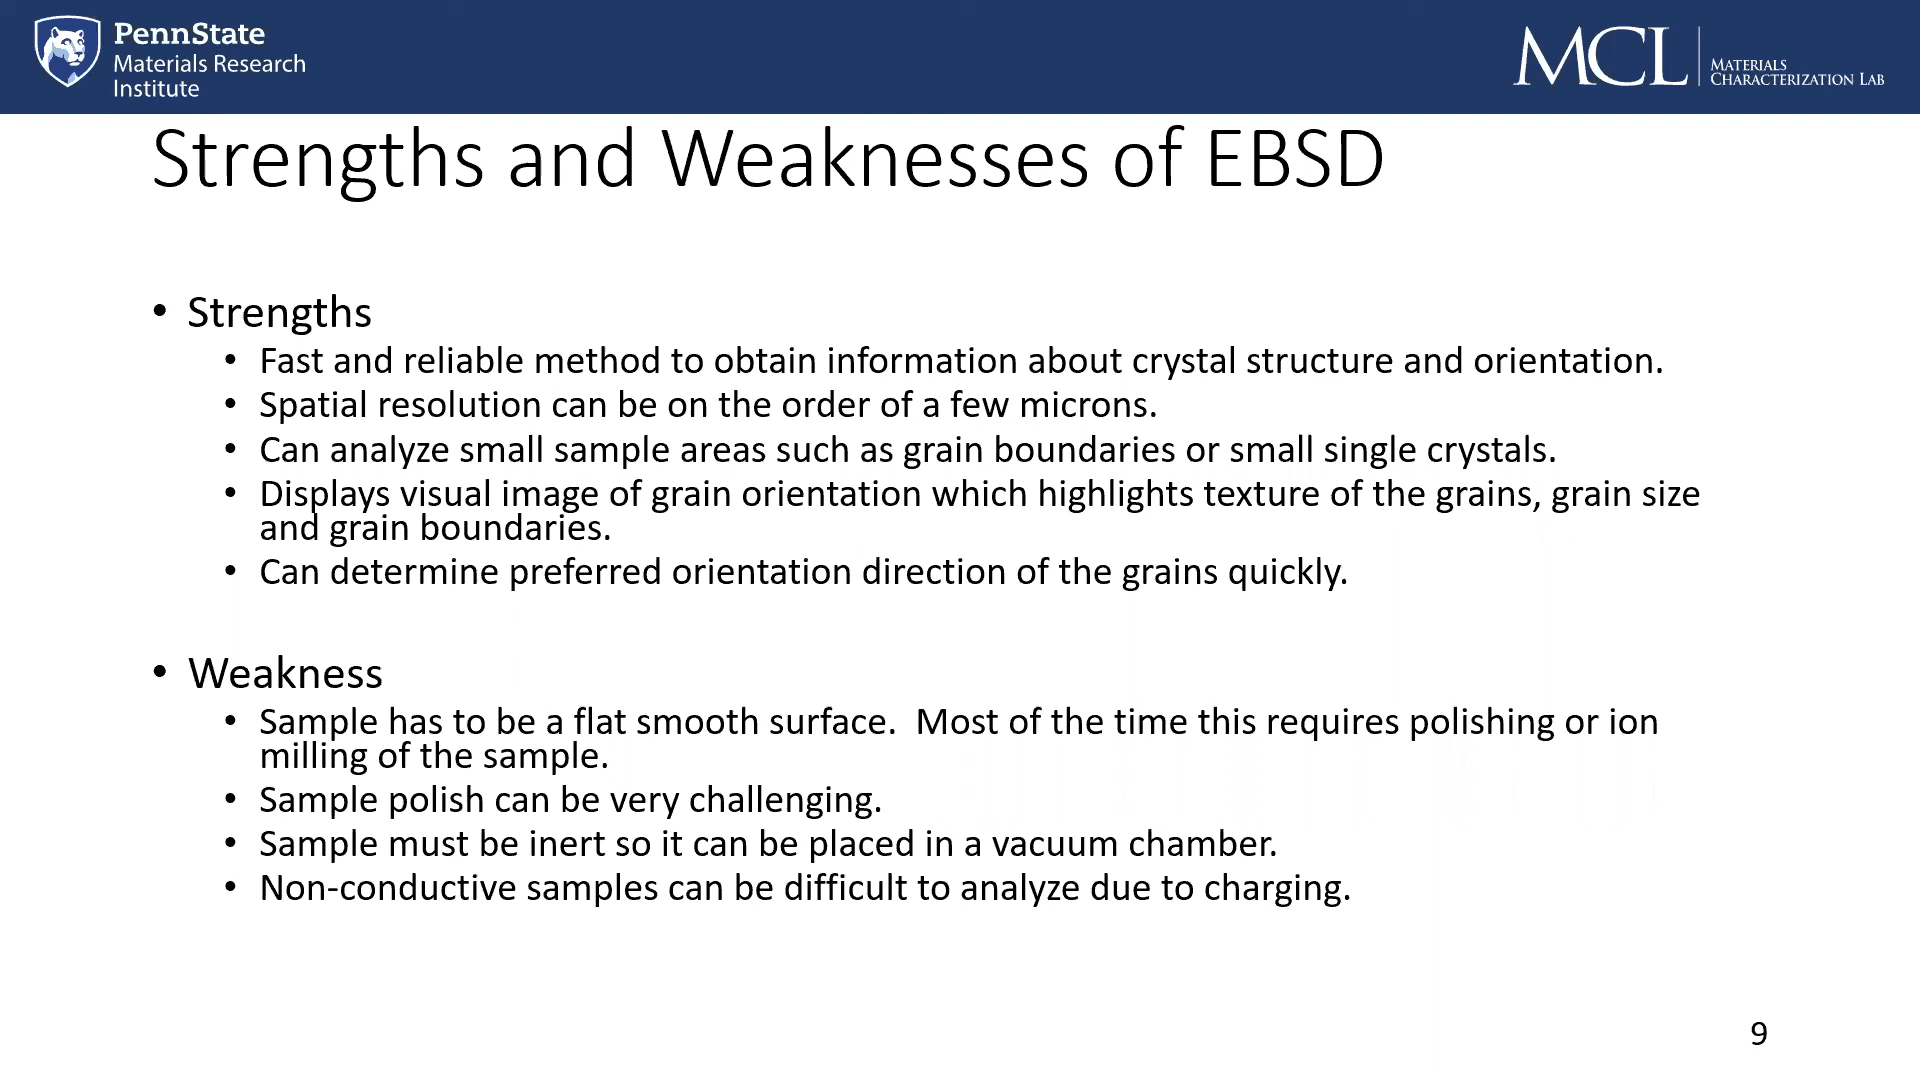 PennState
Materials Research
Institute
MCL
Materials
Characterization Lab
Strengths and Weaknesses of EBSD
• Strengths
• Fast and reliable method to obtain information about crystal structure and orientation.
• Spatial resolution can be on the order of a few microns.
• Can analyze small sample areas such as grain boundaries or small single crystals.
• Displays visual image of grain orientation which highlights texture of the grains, grain size
and grain boundaries.
• Can determine preferred orientation direction of the grains quickly.
• Weakness
• Sample has to be a flat smooth surface.  Most of the time this requires polishing or ion
milling of the sample.
• Sample polish can be very challenging.
• Sample must be inert so it can be placed in a vacuum chamber.
• Non-conductive samples can be difficult to analyze due to charging.
9